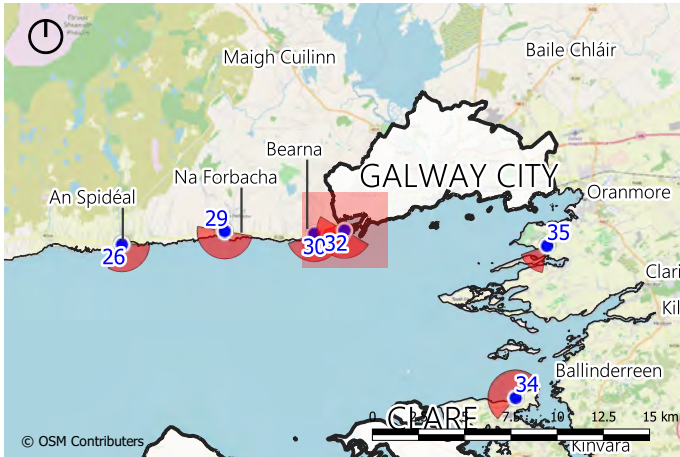 Maigh Cuilinn
Baile Chláir
Bearna
Na Forbacha
An Spidéal
GALWAY CITY
Oranmore
29
35
26
30
32
Clari
Kil
Ballinderreen
34
CLARE
0
7.5
10
12.5
15 km
Kinvara
© OSM Contributors